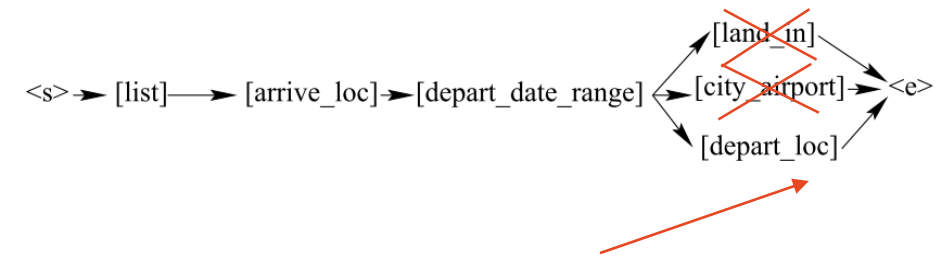 [land_in]
<s> [list] [arrive_loc] [depart_date_range] [city_airport] <e>
[depart_loc]